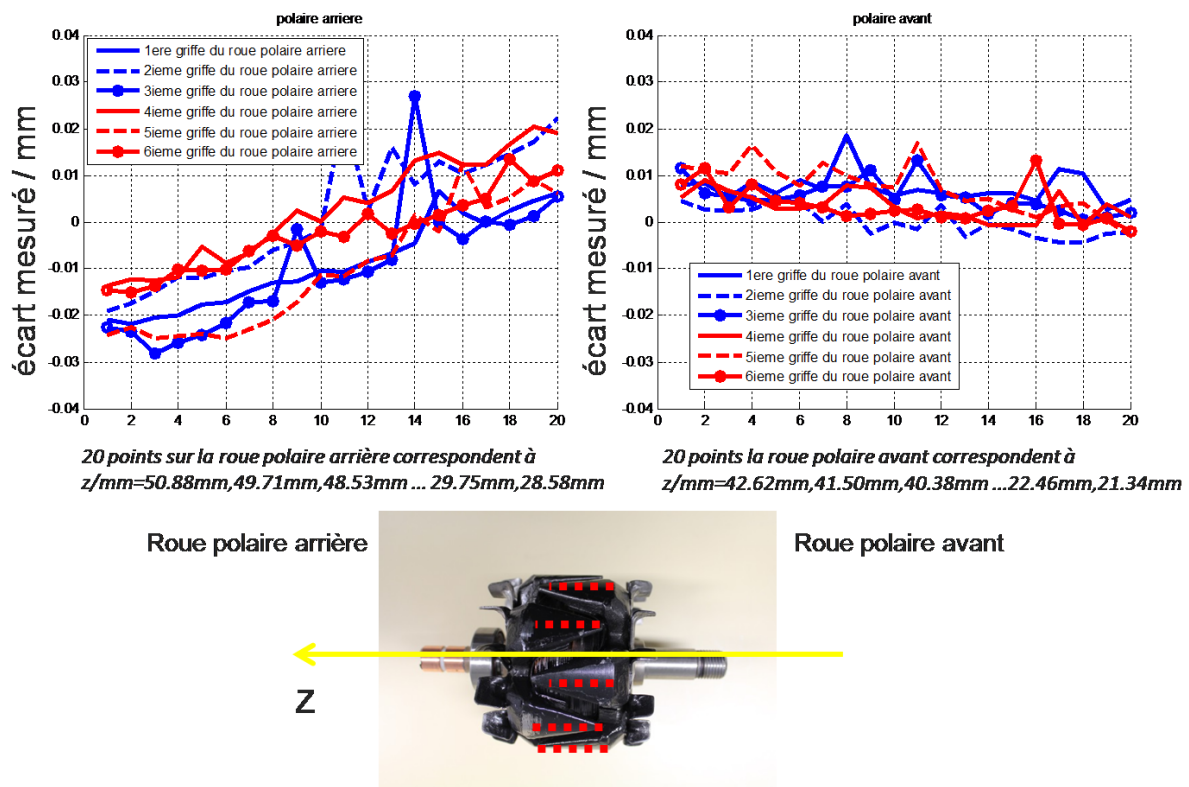 polaire arriere
0.04
0.03
0.02
0.01
0
-0.01
-0.02
-0.03
-0.04
écart mesuré / mm
1ere griffe du roue polaire arriere
2ieme griffe du roue polaire arriere
3ieme griffe du roue polaire arriere
4ieme griffe du roue polaire arriere
5ieme griffe du roue polaire arriere
6ieme griffe du roue polaire arriere
0 2 4 6 8 10 12 14 16 18 20
20 points sur la roue polaire arrière correspondent à
z/mm=50.88mm,49.71mm,48.53mm ... 29.75mm,28.58mm
polaire avant
0.04
0.03
0.02
0.01
0
-0.01
-0.02
-0.03
-0.04
écart mesuré / mm
1ère griffe du roue polaire avant
2ieme griffe du roue polaire avant
3ieme griffe du roue polaire avant
4ieme griffe du roue polaire avant
5ieme griffe du roue polaire avant
6ieme griffe du roue polaire avant
0 2 4 6 8 10 12 14 16 18 20
20 points la roue polaire avant correspondent à
z/mm=42.62mm,41.50mm,40.38mm ...22.46mm,21.34mm
Roue polaire arrière
Roue polaire avant
Z